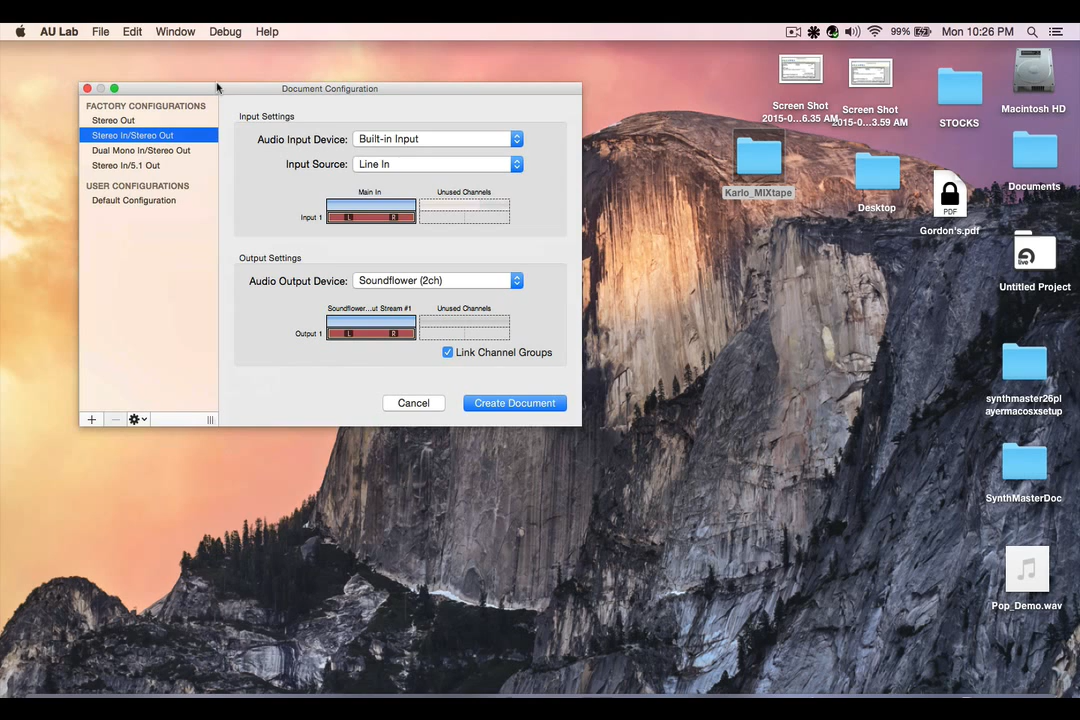 AU Lab File Edit Window Debug Help
99% Mon 10:26 PM
Document Configuration
FACTORY CONFIGURATIONS
Stereo Out
Stereo In/Stereo Out
Dual Mono In/Stereo Out
Stereo In/5.1 Out
USER CONFIGURATIONS
Default Configuration
Input Settings
Audio Input Device: Built-in Input
Input Source: Line In
Main In Unused Channels
Input 1 L R
Output Settings
Audio Output Device: Soundflower (2ch)
Soundflower...ut Stream #1 Unused Channels
Output 1 L R
Link Channel Groups
Cancel Create Document
Screen Shot
2015-0...6.35 AM
Screen Shot
2015-0...3.59 AM
STOCKS
Macintosh HD
Karlo_MIXtape
Desktop
PDF
Gordon's.pdf
Documents
live
Untitled Project
synthmaster26pl
ayermacosxsetup
SynthMasterDoc
Pop_Demo.wav